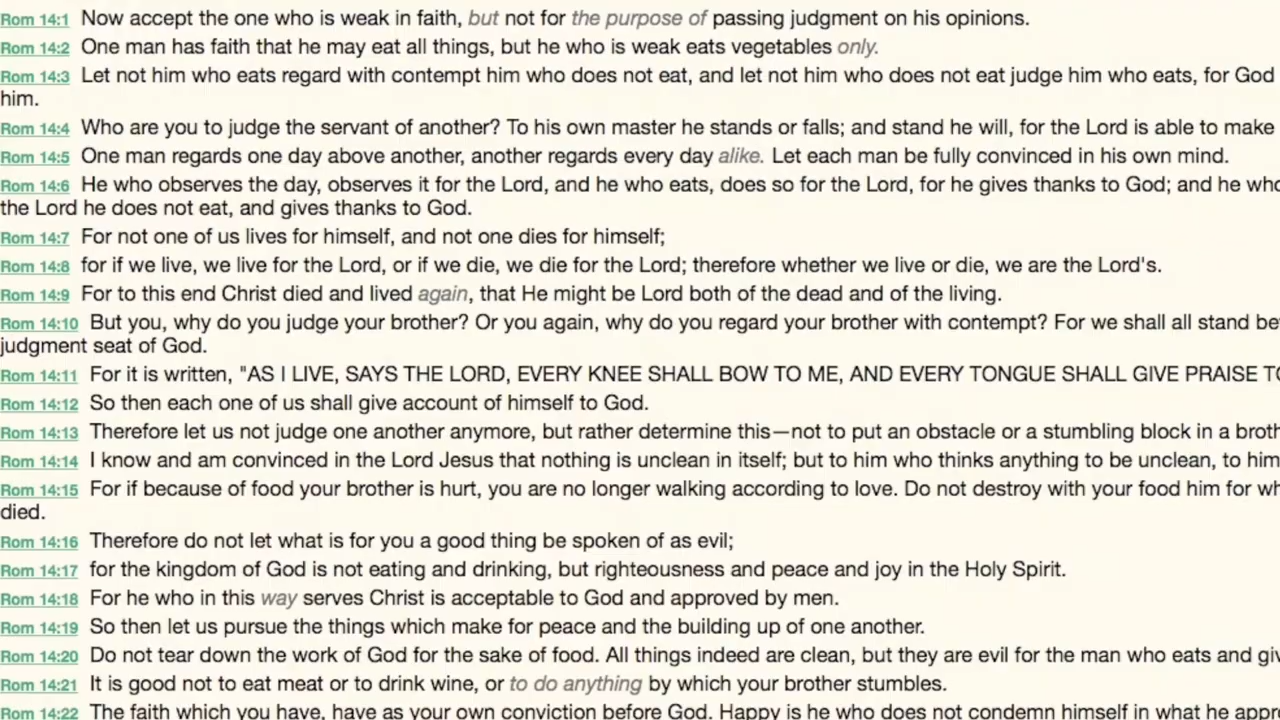 Rom 14:1 Now accept the one who is weak in faith, but not for the purpose of passing judgment on his opinions.
Rom 14:2 One man has faith that he may eat all things, but he who is weak eats vegetables only.
Rom 14:3 Let not him who eats regard with contempt him who does not eat, and let not him who does not eat judge him who eats, for God
him.
Rom 14:4 Who are you to judge the servant of another? To his own master he stands or falls; and stand he will, for the Lord is able to make
Rom 14:5 One man regards one day above another, another regards every day alike. Let each man be fully convinced in his own mind.
Rom 14:6 He who observes the day, observes it for the Lord, and he who eats, does so for the Lord, for he gives thanks to God; and he who
the Lord he does not eat, and gives thanks to God.
Rom 14:7 For not one of us lives for himself, and not one dies for himself;
Rom 14:8 for if we live, we live for the Lord, or if we die, we die for the Lord; therefore whether we live or die, we are the Lord's.
Rom 14:9 For to this end Christ died and lived again, that He might be Lord both of the dead and of the living.
Rom 14:10 But you, why do you judge your brother? Or you again, why do you regard your brother with contempt? For we shall all stand be
judgment seat of God.
Rom 14:11 For it is written, "AS I LIVE, SAYS THE LORD, EVERY KNEE SHALL BOW TO ME, AND EVERY TONGUE SHALL GIVE PRAISE TO
Rom 14:12 So then each one of us shall give account of himself to God.
Rom 14:13 Therefore let us not judge one another anymore, but rather determine this—not to put an obstacle or a stumbling block in a broth
Rom 14:14 I know and am convinced in the Lord Jesus that nothing is unclean in itself; but to him who thinks anything to be unclean, to him
Rom 14:15 For if because of food your brother is hurt, you are no longer walking according to love. Do not destroy with your food him for wh
died.
Rom 14:16 Therefore do not let what is for you a good thing be spoken of as evil;
Rom 14:17 for the kingdom of God is not eating and drinking, but righteousness and peace and joy in the Holy Spirit.
Rom 14:18 For he who in this way serves Christ is acceptable to God and approved by men.
Rom 14:19 So then let us pursue the things which make for peace and the building up of one another.
Rom 14:20 Do not tear down the work of God for the sake of food. All things indeed are clean, but they are evil for the man who eats and giv
Rom 14:21 It is good not to eat meat or to drink wine, or to do anything by which your brother stumbles.
Rom 14:22 The faith which you have, have as your own conviction before God. Happy is he who does not condemn himself in what he appr